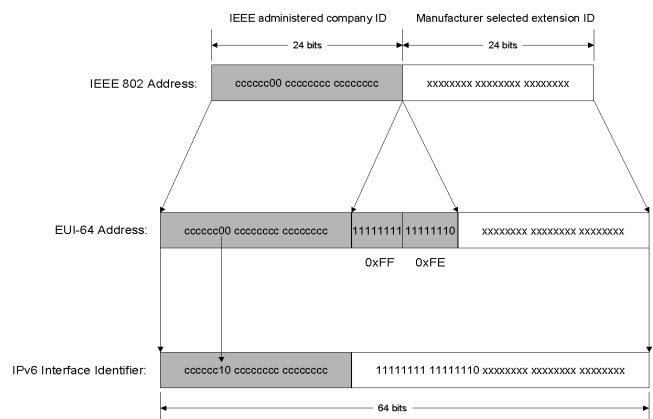 IEEE administered company ID
Manufacturer selected extension ID
24 bits
24 bits
IEEE 802 Address:
cccccc00 cccccccc cccccccc
xxxxxxxx xxxxxxxx xxxxxxxx
EUI-64 Address:
cccccc00 cccccccc cccccccc
11111111
11111110
xxxxxxxx xxxxxxxx xxxxxxxx
0xFF
0xFE
IPv6 Interface Identifier:
cccccc10 cccccccc cccccccc
11111111 11111110 xxxxxxxx xxxxxxxx xxxxxxxx
64 bits